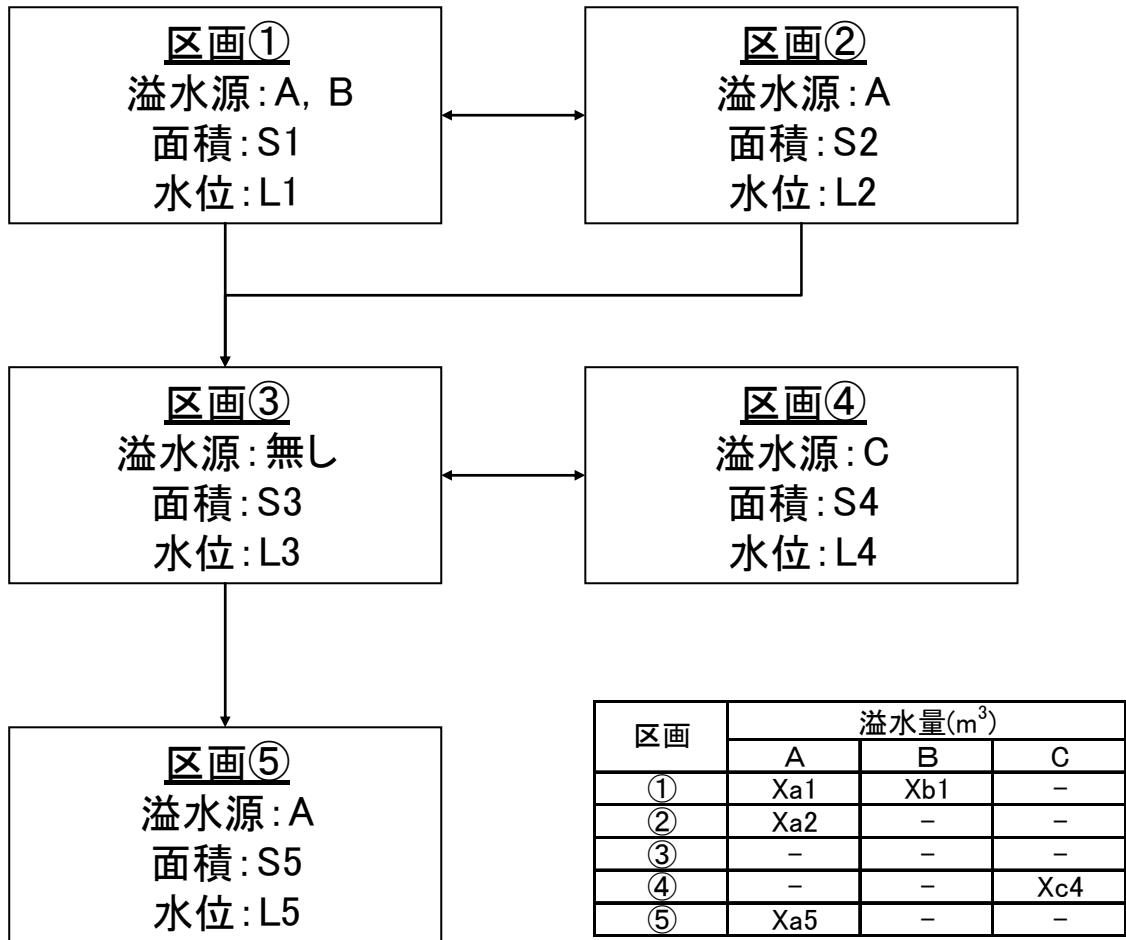 区画①
溢水源：A，B
面積：S1
水位：L1
区画②
溢水源：A
面積：S2
水位：L2
区画③
溢水源：無し
面積：S3
水位：L3
区画④
溢水源：C
面積：S4
水位：L4
区画⑤
溢水源：A
面積：S5
水位：L5
区画 溢水量(m³)
A B C
① Xa1 Xb1 －
② Xa2 － －
③ － － －
④ － － Xc4
⑤ Xa5 － －